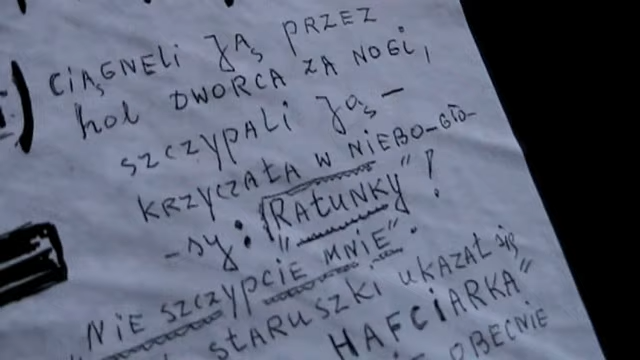 CIĄGNELI JĄ PRZEZ
hol DWORCA ZA NOGI,
SZCZYPALI JĄ –
KRZYCZAŁA W NIEBO-GŁO-
-sy: "RATUNKY"!
"NIE SZCZYPCIE MNIE".
STARUSZKI UKAZAŁ SIĘ
HAFCIARKA"
OBECNIE